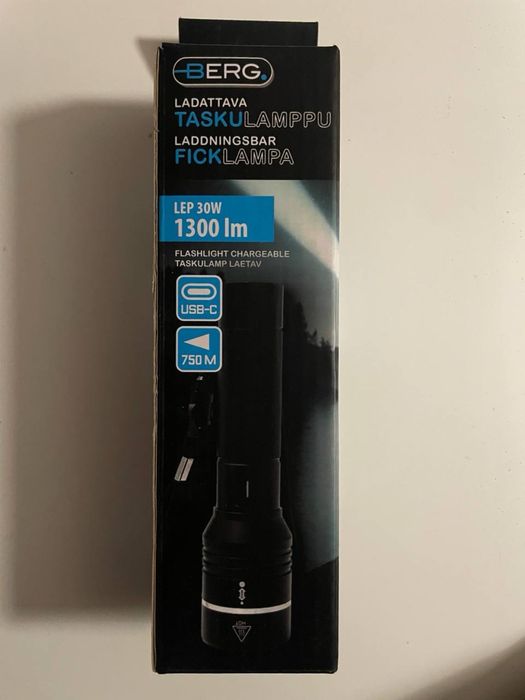 BERG.
LADATTAVA
TASKULAMPPU
LADDNINGSBAR
FICKLAMPA
LEP 30W
1300 lm
FLASHLIGHT CHARGEABLE
TASKULAMP LAETAV
USB-C
750 M